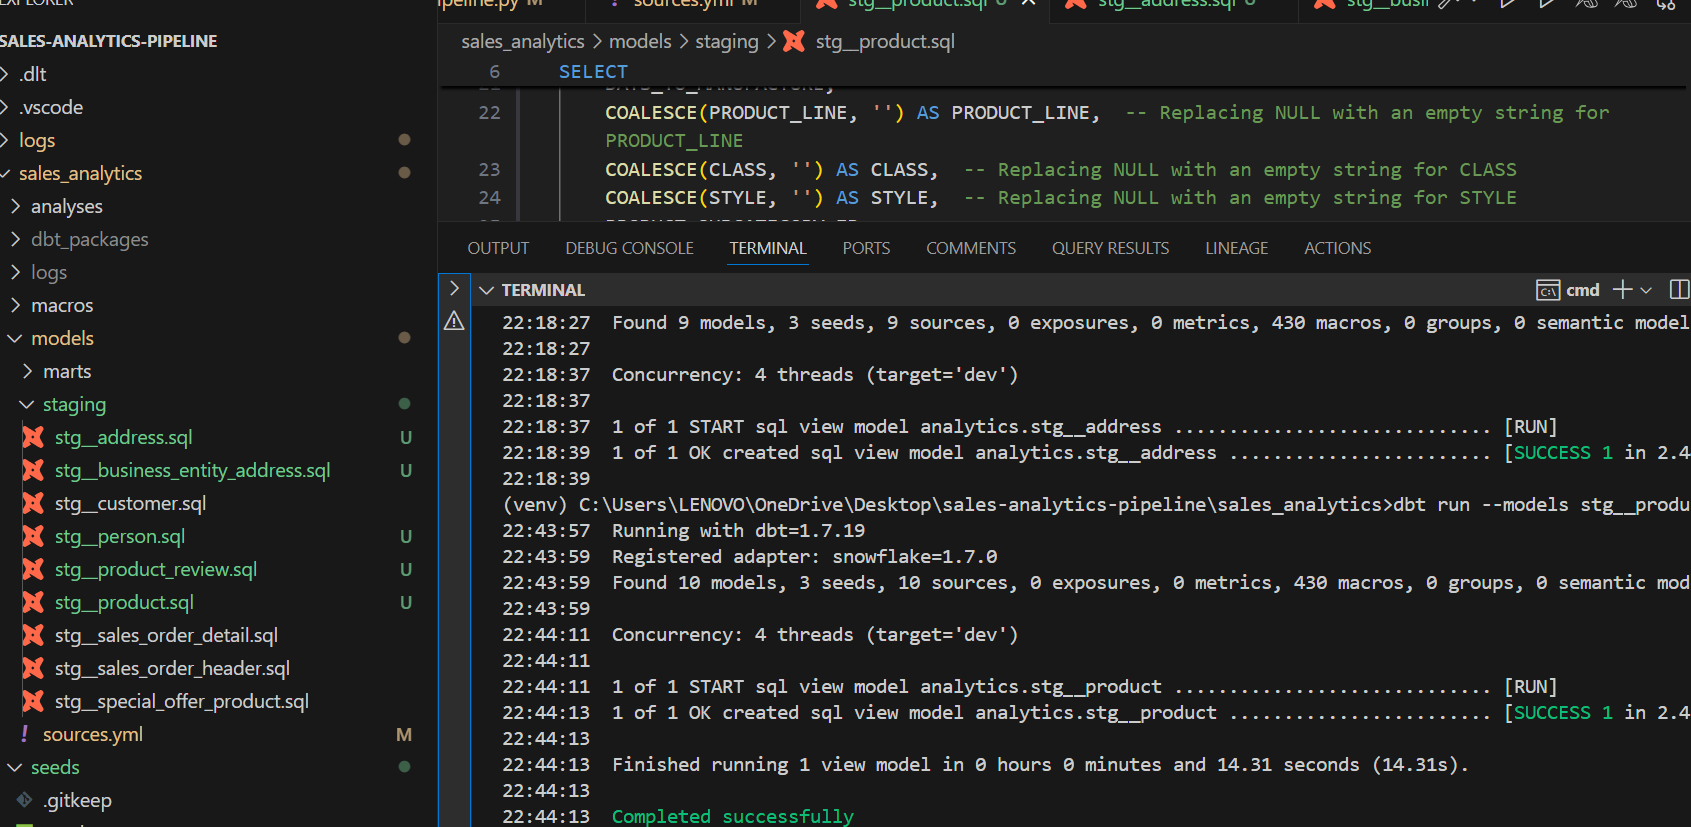 EXPLORER
SALES-ANALYTICS-PIPELINE
.dlt
.vscode
logs
sales_analytics
analyses
dbt_packages
logs
macros
models
marts
staging
stg__address.sql U
stg__business_entity_address.sql U
stg__customer.sql
stg__person.sql U
stg__product_review.sql U
stg__product.sql U
stg__sales_order_detail.sql
stg__sales_order_header.sql
stg__special_offer_product.sql
! sources.yml M
seeds
.gitkeep
ipeline.py M ! sources.yml M stg__product.sql U stg__address.sql U stg__busi
sales_analytics > models > staging > stg__product.sql
6 SELECT
DAYS_TO_MANUFACTURE,
22 COALESCE(PRODUCT_LINE, '') AS PRODUCT_LINE, -- Replacing NULL with an empty string for
PRODUCT_LINE
23 COALESCE(CLASS, '') AS CLASS, -- Replacing NULL with an empty string for CLASS
24 COALESCE(STYLE, '') AS STYLE, -- Replacing NULL with an empty string for STYLE
OUTPUT DEBUG CONSOLE TERMINAL PORTS COMMENTS QUERY RESULTS LINEAGE ACTIONS
TERMINAL cmd
22:18:27 Found 9 models, 3 seeds, 9 sources, 0 exposures, 0 metrics, 430 macros, 0 groups, 0 semantic model
22:18:27
22:18:37 Concurrency: 4 threads (target='dev')
22:18:37
22:18:37 1 of 1 START sql view model analytics.stg__address ............................. [RUN]
22:18:39 1 of 1 OK created sql view model analytics.stg__address ........................ [SUCCESS 1 in 2.4
22:18:39
(venv) C:\Users\LENOVO\OneDrive\Desktop\sales-analytics-pipeline\sales_analytics>dbt run --models stg__produ
22:43:57 Running with dbt=1.7.19
22:43:59 Registered adapter: snowflake=1.7.0
22:43:59 Found 10 models, 3 seeds, 10 sources, 0 exposures, 0 metrics, 430 macros, 0 groups, 0 semantic mod
22:43:59
22:44:11 Concurrency: 4 threads (target='dev')
22:44:11
22:44:11 1 of 1 START sql view model analytics.stg__product ............................. [RUN]
22:44:13 1 of 1 OK created sql view model analytics.stg__product ........................ [SUCCESS 1 in 2.4
22:44:13
22:44:13 Finished running 1 view model in 0 hours 0 minutes and 14.31 seconds (14.31s).
22:44:13
22:44:13 Completed successfully